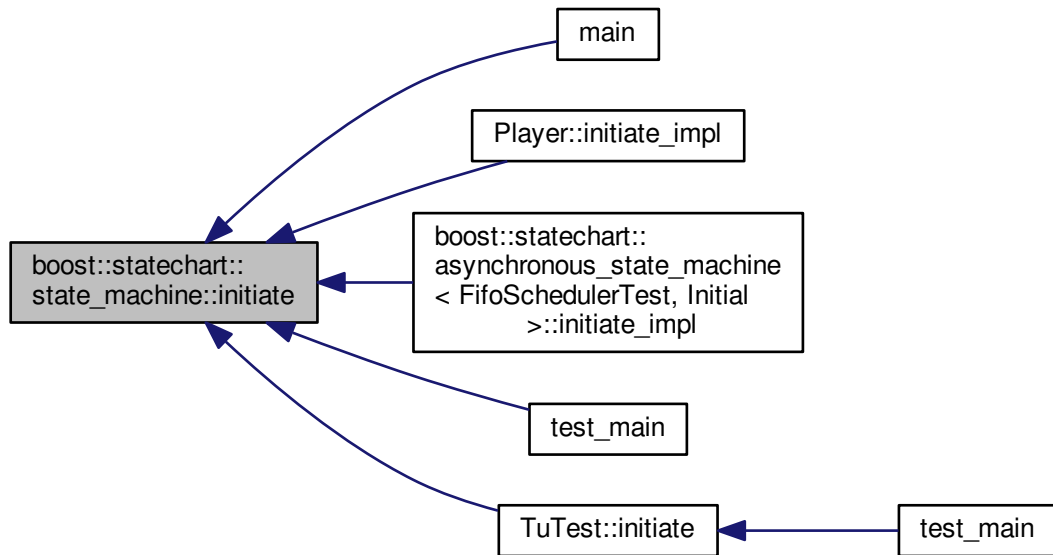 main
Player::initiate_impl
boost::statechart::
asynchronous_state_machine
< FifoSchedulerTest, Initial
>::initiate_impl
boost::statechart::
state_machine::initiate
test_main
TuTest::initiate
test_main